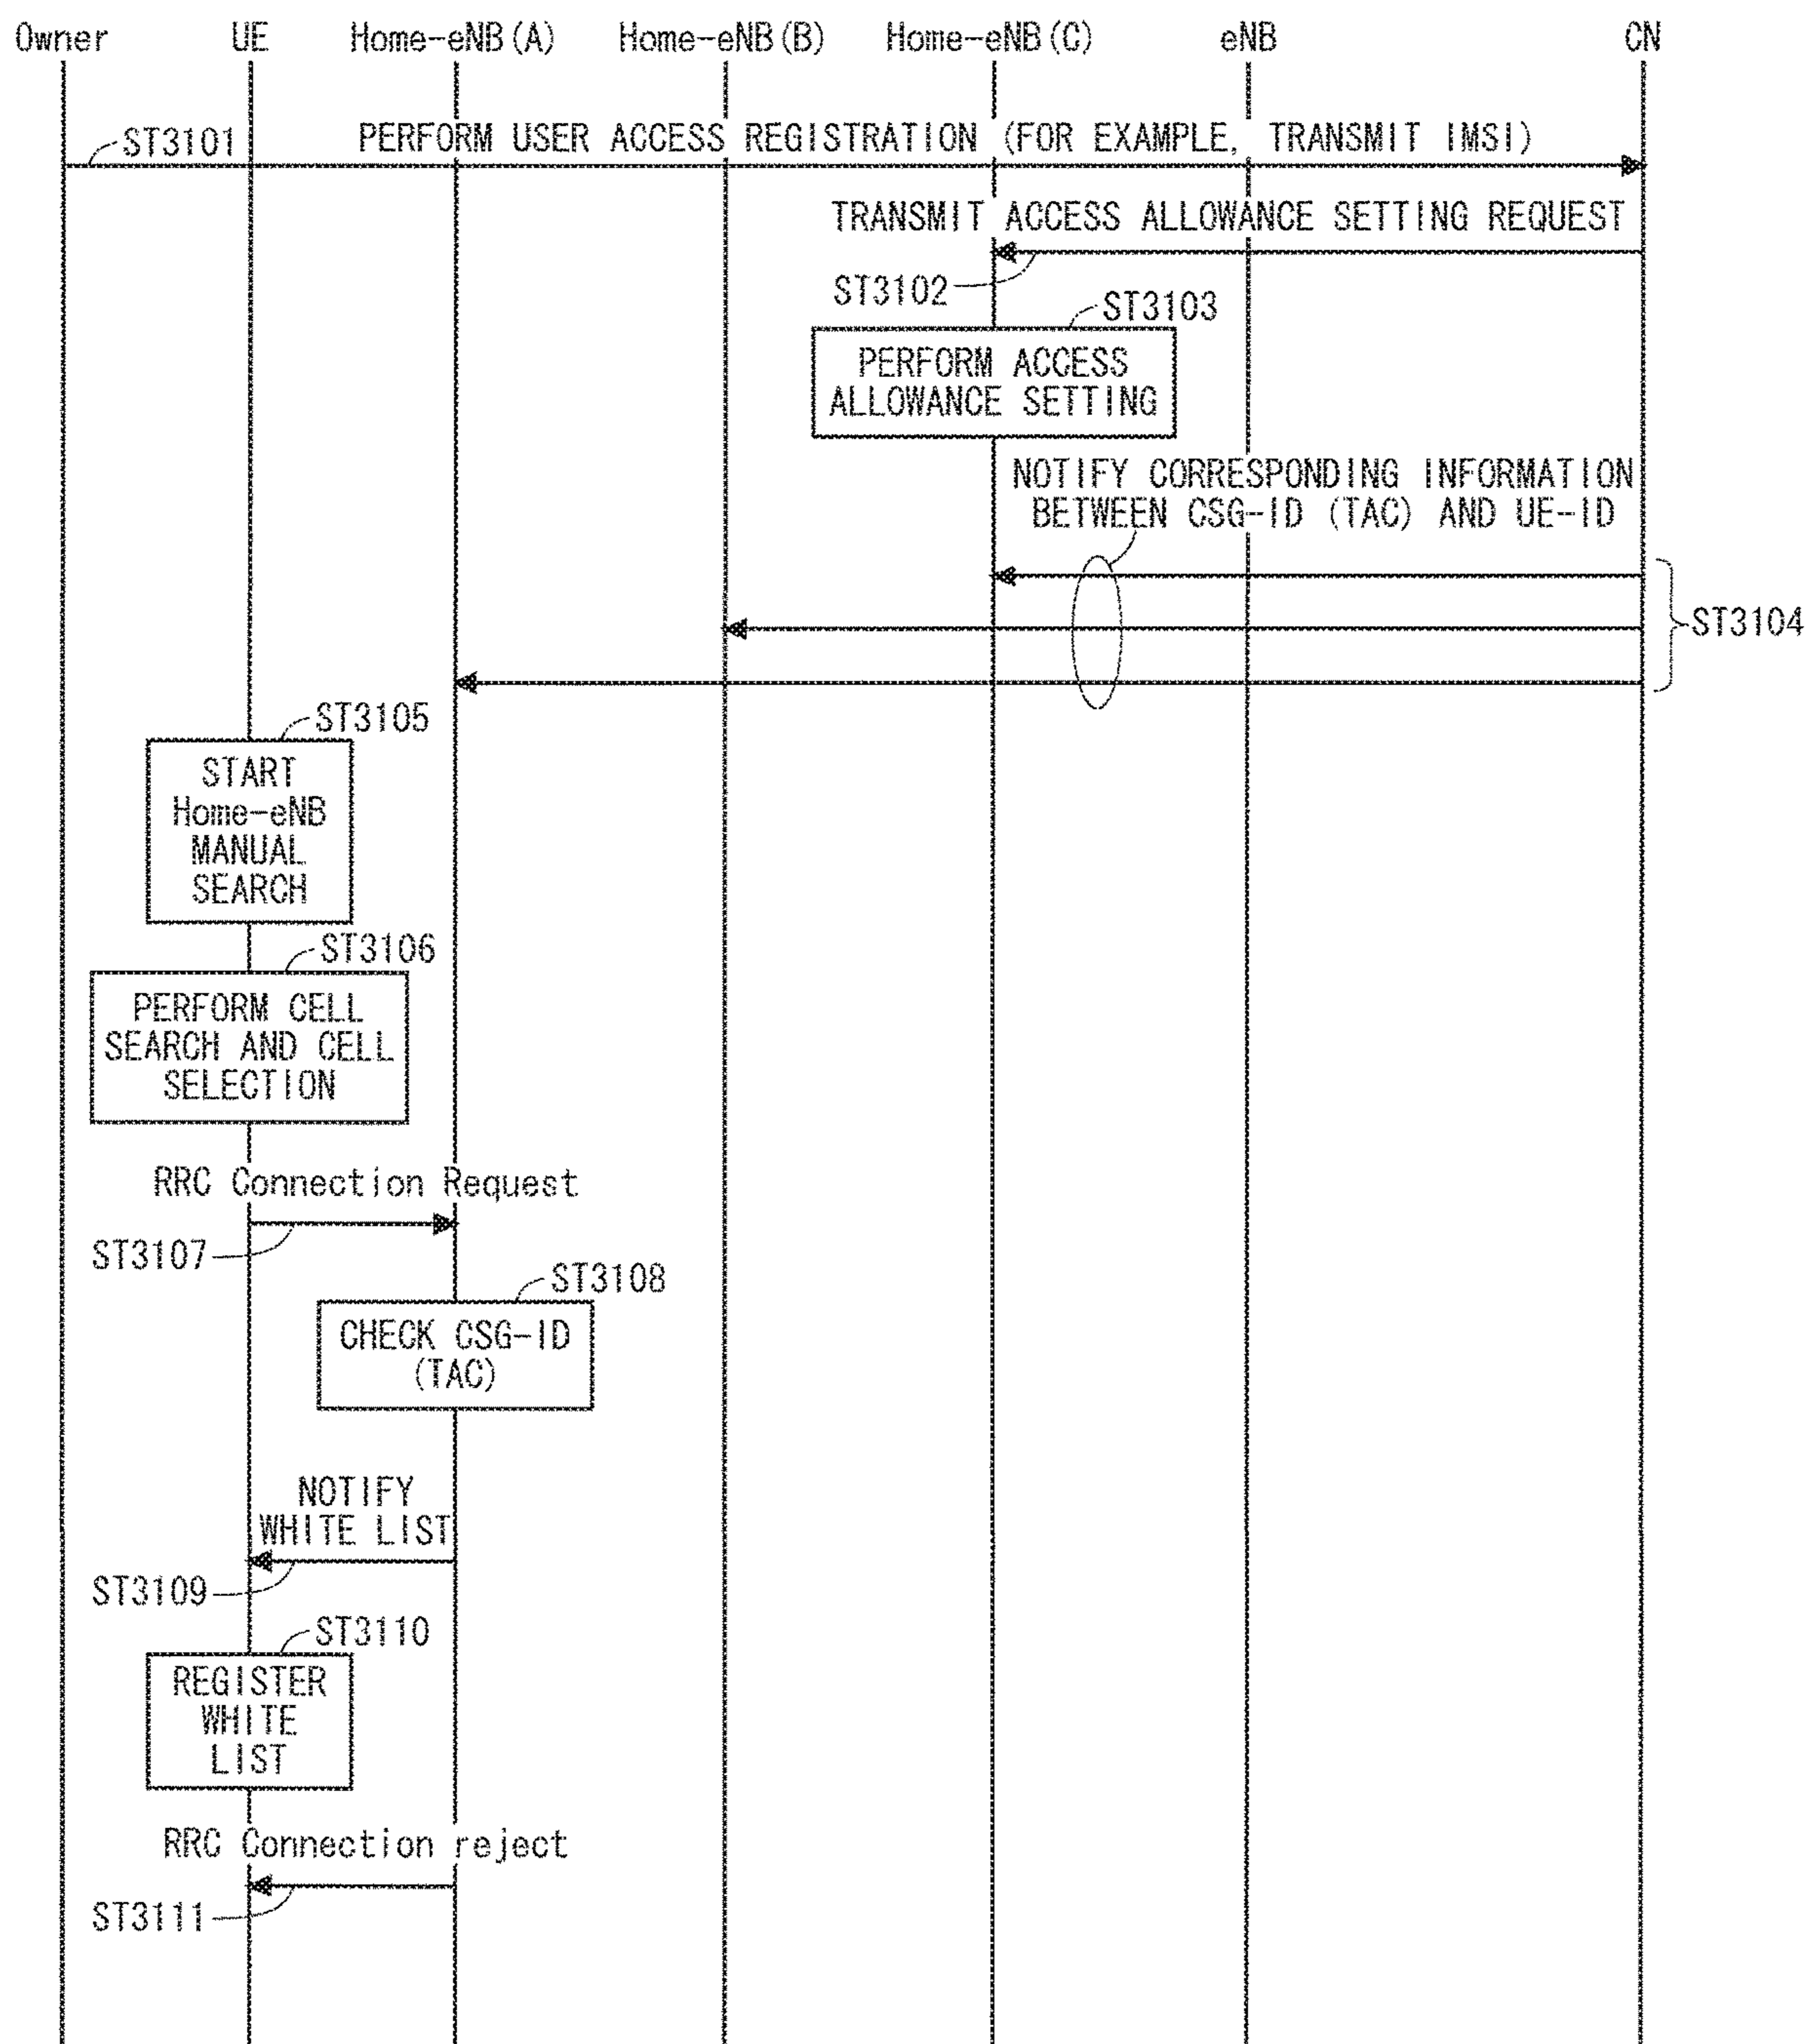 Owner UE Home-eNB(A) Home-eNB(B) Home-eNB(C) eNB CN
ST3101 PERFORM USER ACCESS REGISTRATION (FOR EXAMPLE, TRANSMIT IMSI)
TRANSMIT ACCESS ALLOWANCE SETTING REQUEST
ST3102
ST3103
PERFORM ACCESS
ALLOWANCE SETTING
NOTIFY CORRESPONDING INFORMATION
BETWEEN CSG-ID (TAC) AND UE-ID
ST3104
ST3105
START
Home-eNB
MANUAL
SEARCH
ST3106
PERFORM CELL
SEARCH AND CELL
SELECTION
RRC Connection Request
ST3107
ST3108
CHECK CSG-ID
(TAC)
NOTIFY
WHITE LIST
ST3109
ST3110
REGISTER
WHITE
LIST
RRC Connection reject
ST3111